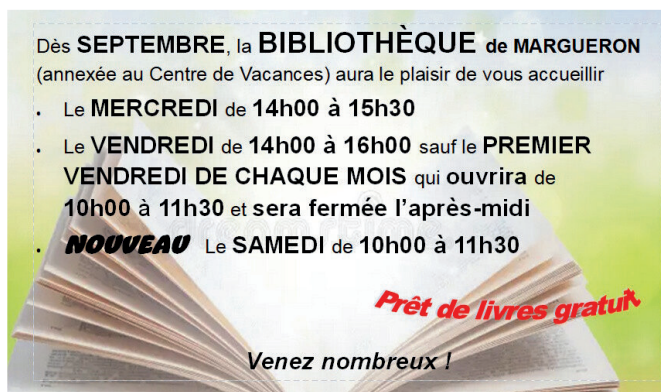 Dès SEPTEMBRE, la BIBLIOTHÈQUE de MARGUERON
(annexée au Centre de Vacances) aura le plaisir de vous accueillir
• Le MERCREDI de 14h00 à 15h30
• Le VENDREDI de 14h00 à 16h00 sauf le PREMIER
VENDREDI DE CHAQUE MOIS qui ouvrira de
10h00 à 11h30 et sera fermée l'après-midi
• NOUVEAU Le SAMEDI de 10h00 à 11h30
Prêt de livres gratuit
Venez nombreux !